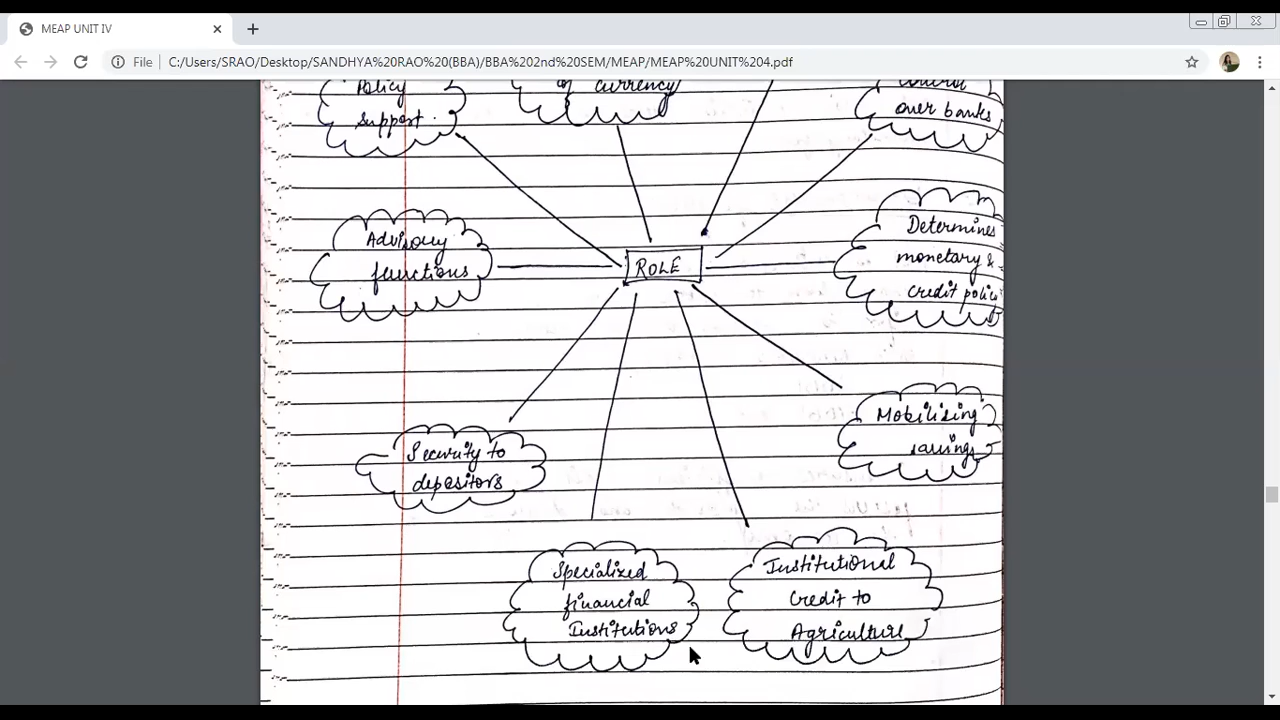 MEAP UNIT IV
File
C:/Users/SRAO/Desktop/SANDHYA%20RAO%20(BBA)/BBA%202nd%20SEM/MEAP/MEAP%20UNIT%204.pdf
Policy
support.
of currency
control
over banks
Advisory
functions
ROLE
Determines
monetary &
credit policy
Security to
depositors
Mobilising
savings
Specialized
financial
Institutions
Institutional
Credit to
Agriculture